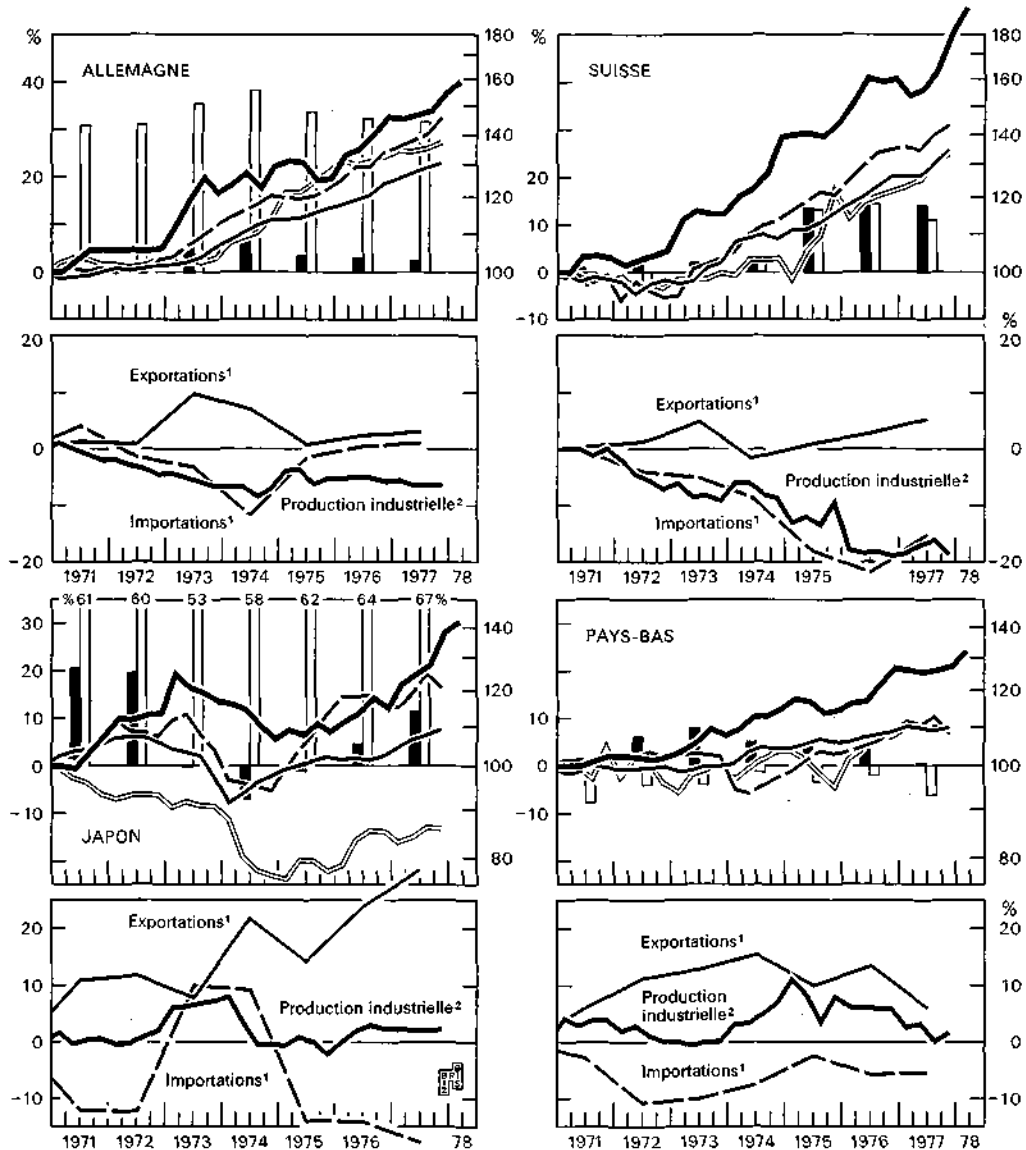 % 180 % 180
ALLEMAGNE SUISSE
40 160 160
140 140
20 120 20 120
10 10
0 100 0 100
-10 %
20 20 20
Exportations¹ Exportations¹
0 0 0
Production industrielle² Production industrielle²
Importations¹ Importations¹
-20 -20 -20
1971 1972 1973 1974 1975 1976 1977 78 1971 1972 1973 1974 1975 1977 78
% 61 60 53 58 62 64 67%
30 140 PAYS-BAS 140
20 120 120
10 10
0 100 0 100
-10 -10
JAPON
80 80
%
20 Exportations¹ Exportations¹ 20
10 Production industrielle² Production industrielle² 10
0 0
Importations¹ Importations¹
-10 -10
1971 1972 1973 1974 1975 1976 78 1971 1972 1973 1974 1975 1976 1977 78